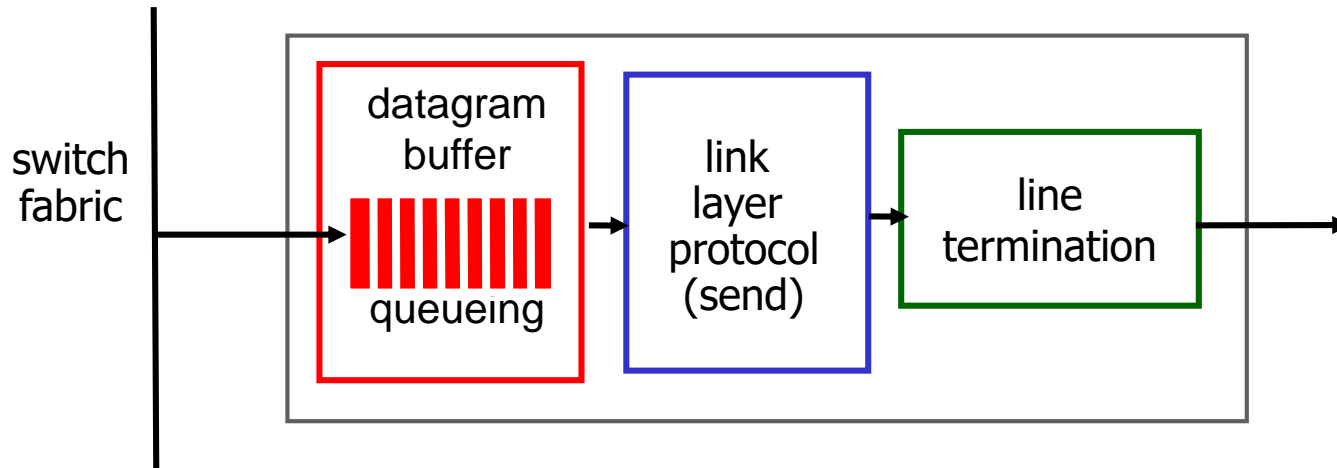 switch
fabric
datagram
buffer
queueing
link
layer
protocol
(send)
line
termination